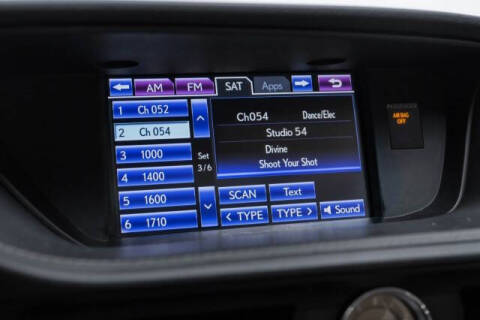 AM FM SAT Apps
1 Ch 052
2 Ch 054
3 1000
4 1400
5 1600
6 1710
Set
3/6
Ch054 Dance/Elec
Studio 54
Divine
Shoot Your Shot
SCAN Text
< TYPE TYPE > Sound
PASSENGER
AIR BAG
OFF